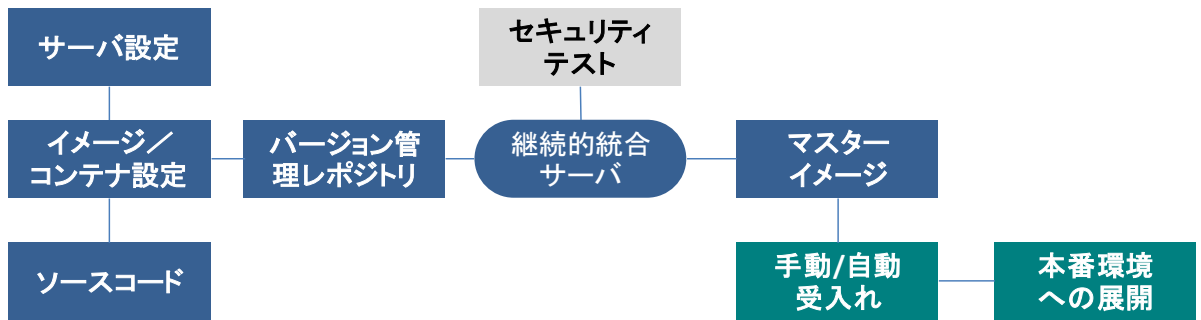 サーバ設定
セキュリティ
テスト
イメージ／
コンテナ設定
バージョン管
理レポジトリ
継続的統合
サーバ
マスター
イメージ
ソースコード
手動/自動
受入れ
本番環境
への展開